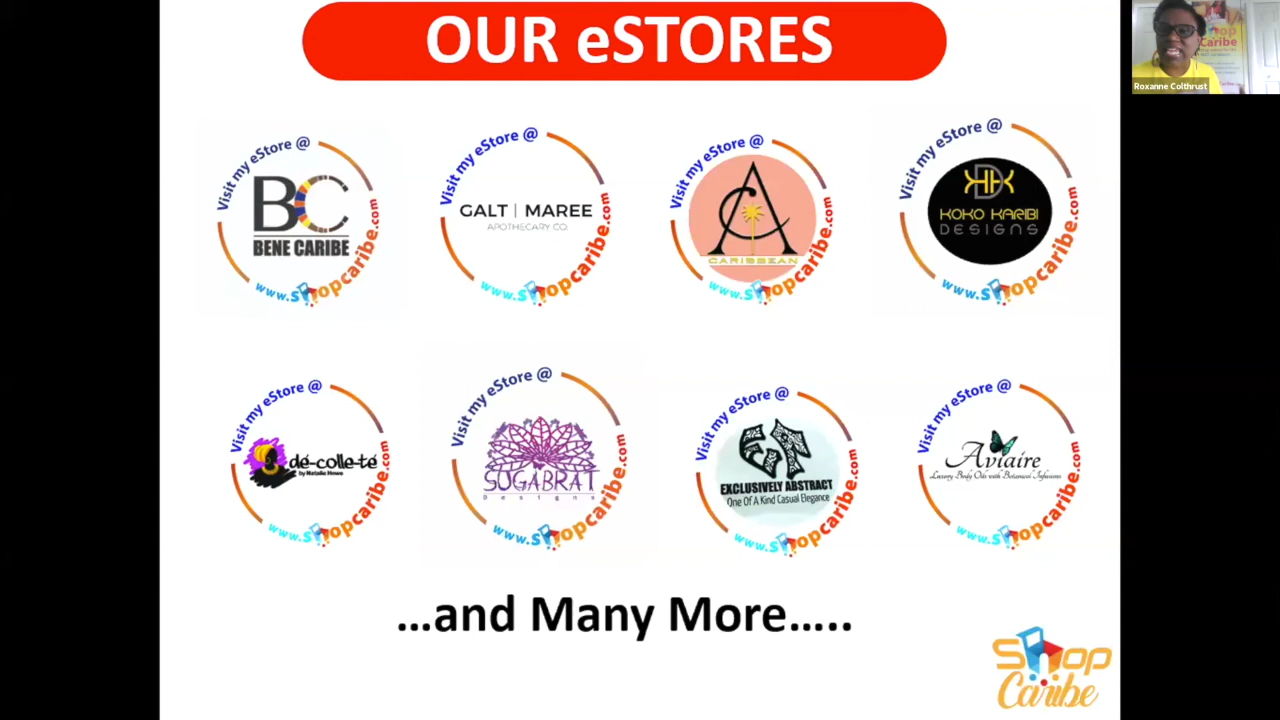 OUR eSTORES
Roxanne Colthrust
Shop
Caribe
Visit my eStore @
BC
BENE CARIBE
www.shopcaribe.com
Visit my eStore @
GALT | MAREE
APOTHECARY CO.
www.shopcaribe.com
Visit my eStore @
AC
CARIBBEAN
www.shopcaribe.com
Visit my eStore @
KDK
KOKO KARIBI
DESIGNS
www.shopcaribe.com
Visit my eStore @
dé-colle-té
by Natalie Howe
www.shopcaribe.com
Visit my eStore @
SUGABRAT
Designs
www.shopcaribe.com
Visit my eStore @
EXCLUSIVELY ABSTRACT
One Of A Kind Casual Elegance
www.shopcaribe.com
Visit my eStore @
Aviaire
Luxury Body Oils with Botanical Infusions
www.shopcaribe.com
...and Many More.....
Shop
Caribe